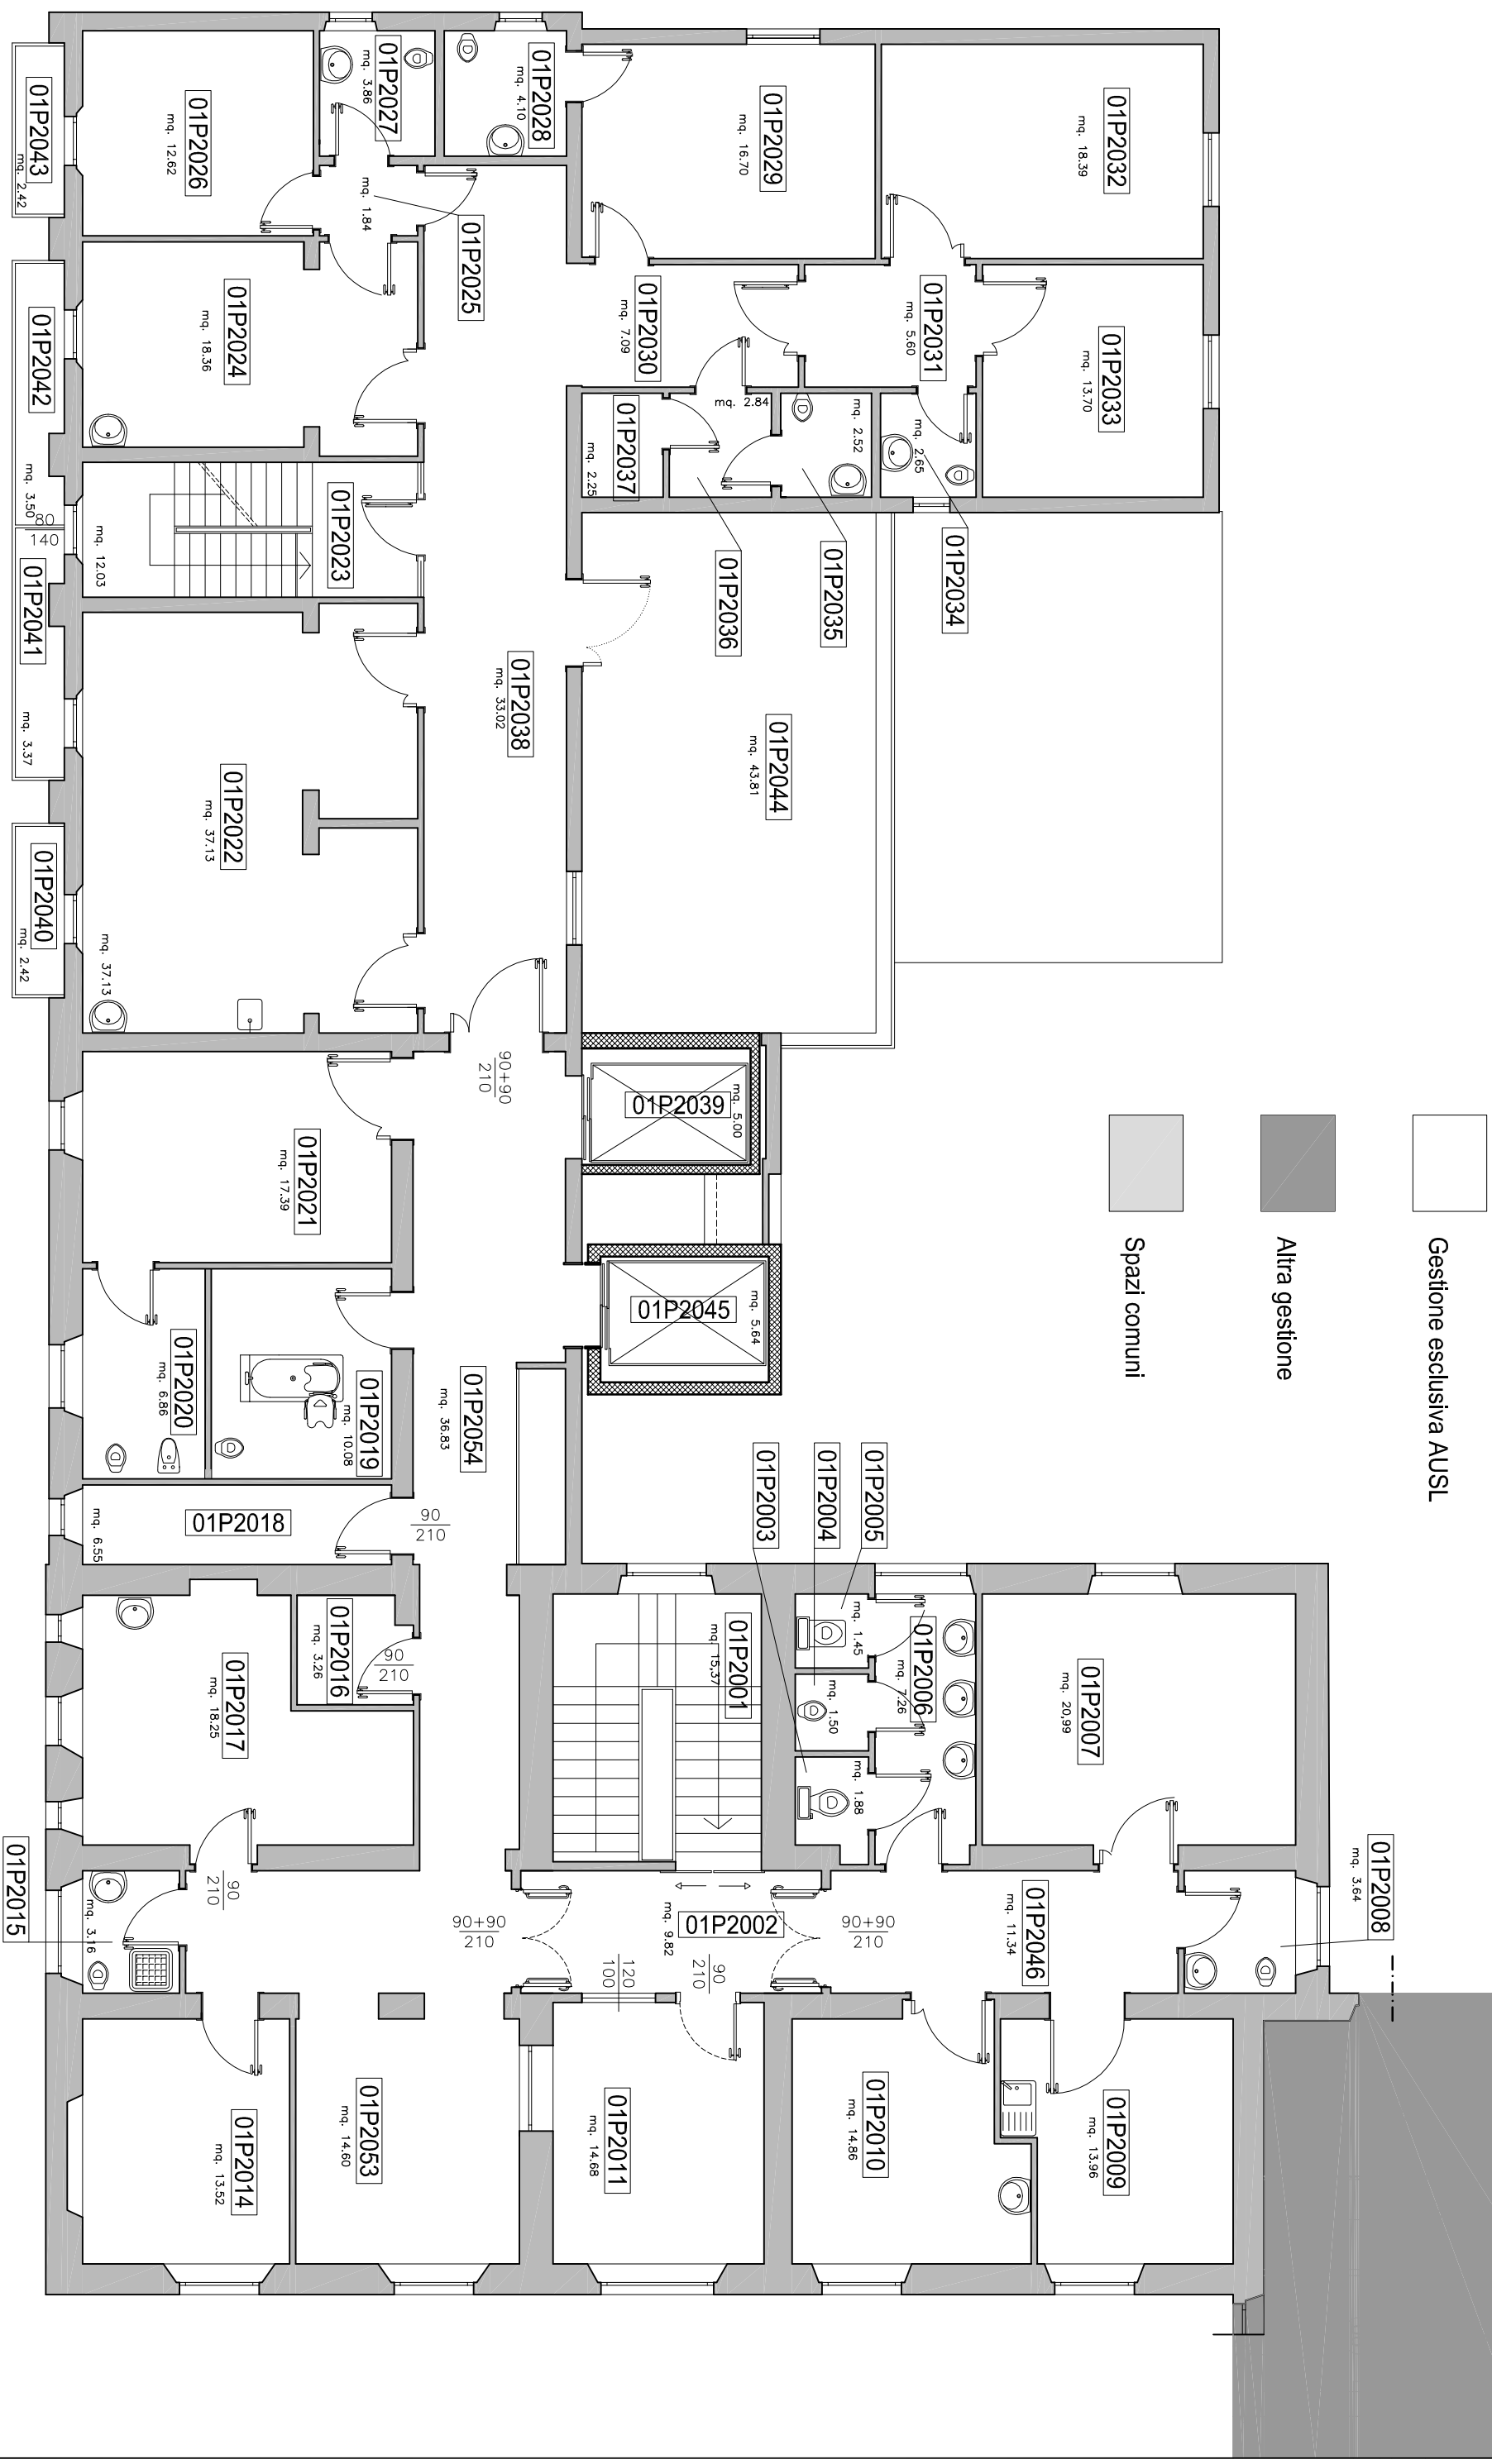 Gestione esclusiva AUSL
Altra gestione
Spazi comuni
01P2032
mq. 18.39
01P2033
mq. 13.70
01P2029
mq. 16.70
01P2031
mq. 5.60
01P2034
mq. 2.65
01P2035
mq. 2.52
01P2036
mq. 2.84
01P2037
mq. 2.25
01P2030
mq. 7.09
01P2028
mq. 4.10
01P2027
mq. 3.86
01P2025
mq. 1.84
01P2026
mq. 12.62
01P2024
mq. 18.36
01P2023
mq. 12.03
01P2043
mq. 2.42
01P2042
mq. 3.50
80
140
01P2041
mq. 3.37
01P2040
mq. 2.42
01P2044
mq. 43.81
01P2038
mq. 33.02
01P2022
mq. 37.13
mq. 37.13
90+90
210
01P2039
mq. 5.00
01P2045
mq. 5.64
01P2021
mq. 17.39
01P2020
mq. 6.86
01P2019
mq. 10.08
01P2054
mq. 36.83
01P2018
mq. 6.55
90
210
01P2005
mq. 1.45
01P2004
mq. 1.50
01P2003
mq. 1.88
01P2006
mq. 7.26
01P2007
mq. 20,99
01P2001
mq. 15,37
01P2016
mq. 3.26
90
210
01P2017
mq. 18.25
90
210
01P2015
mq. 3.16
01P2008
mq. 3.64
01P2046
mq. 11.34
90+90
210
01P2002
mq. 9.82
90
210
120
100
90+90
210
01P2009
mq. 13.96
01P2010
mq. 14.86
01P2011
mq. 14.68
01P2053
mq. 14.60
01P2014
mq. 13.52